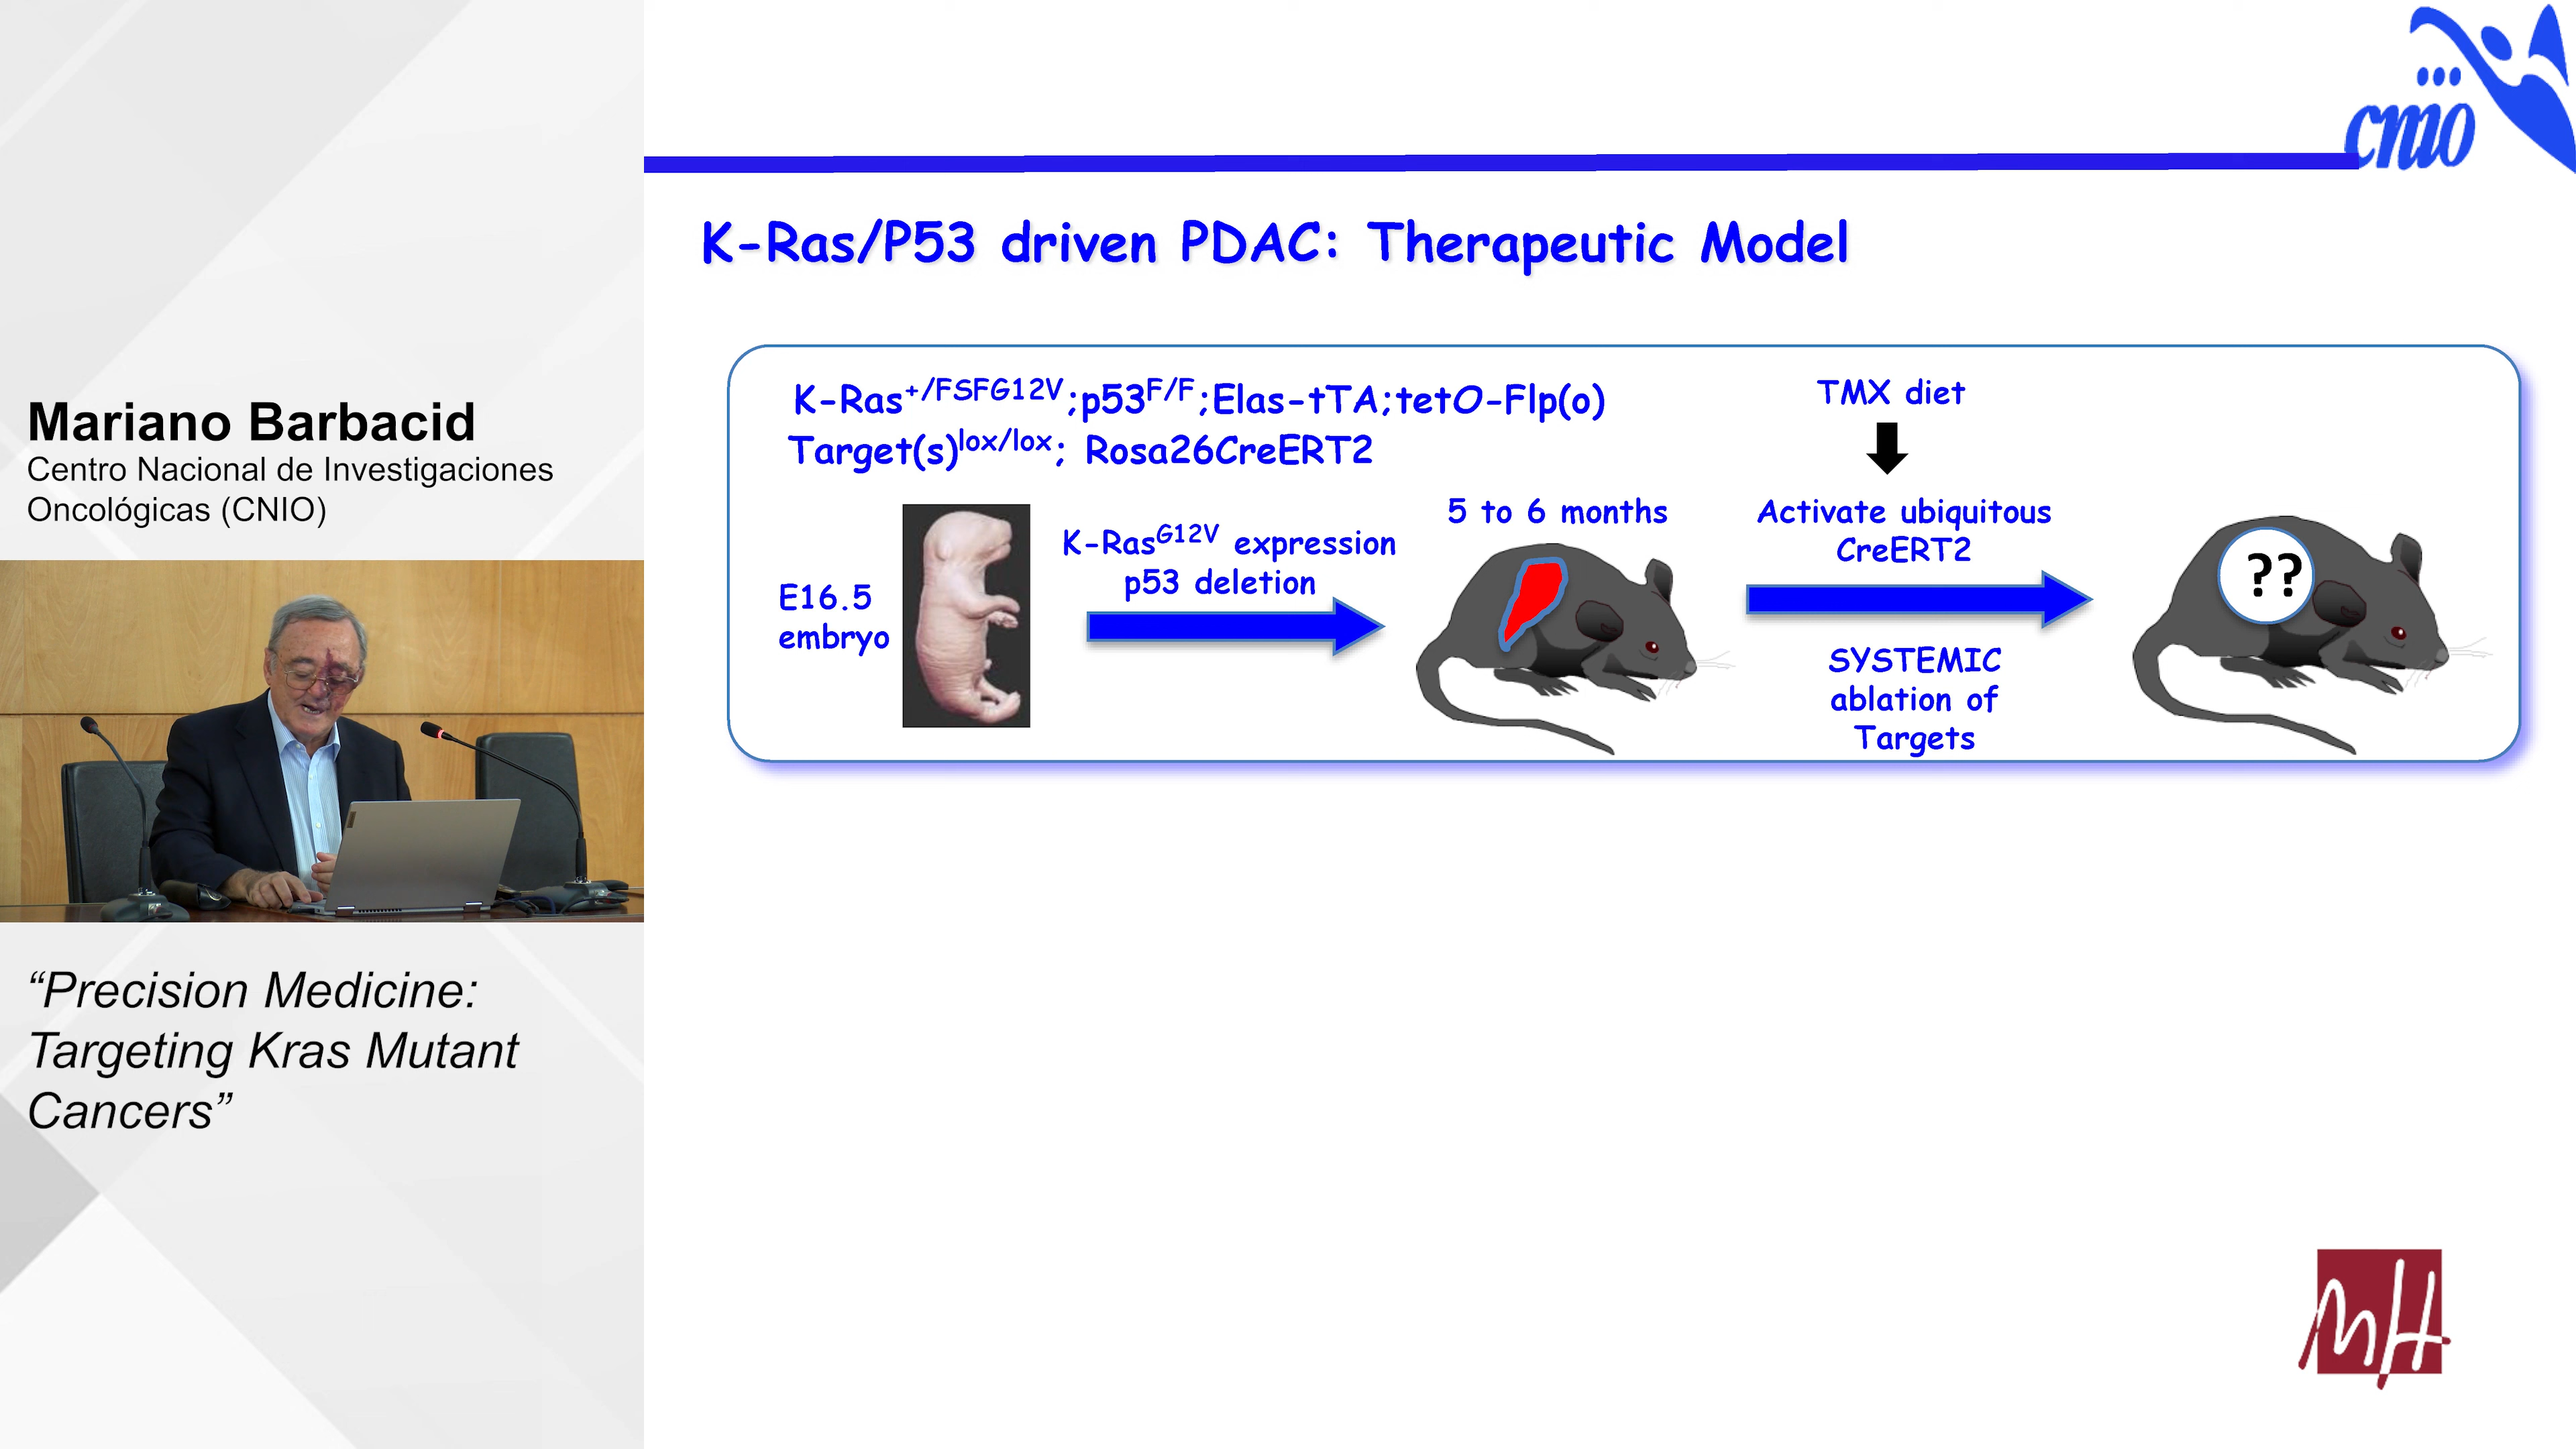 Mariano Barbacid
Centro Nacional de Investigaciones
Oncológicas (CNIO)
“Precision Medicine:
Targeting Kras Mutant
Cancers”
cnio
K-Ras/P53 driven PDAC: Therapeutic Model
K-Ras+/FSFG12V;p53F/F;Elas-tTA;tetO-Flp(o)
Target(s)lox/lox; Rosa26CreERT2
E16.5
embryo
K-RasG12V expression
p53 deletion
5 to 6 months
TMX diet
Activate ubiquitous
CreERT2
SYSTEMIC
ablation of
Targets
??
mH